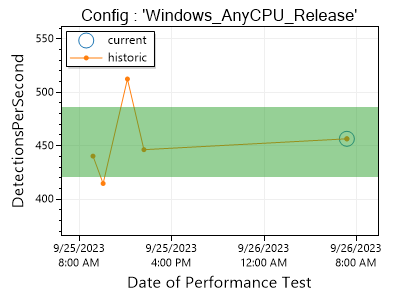 Config : 'Windows_AnyCPU_Release'
current
historic
DetectionsPerSecond
550
500
450
400
9/25/2023 9/25/2023 9/26/2023 9/26/2023
8:00 AM 4:00 PM 12:00 AM 8:00 AM
Date of Performance Test